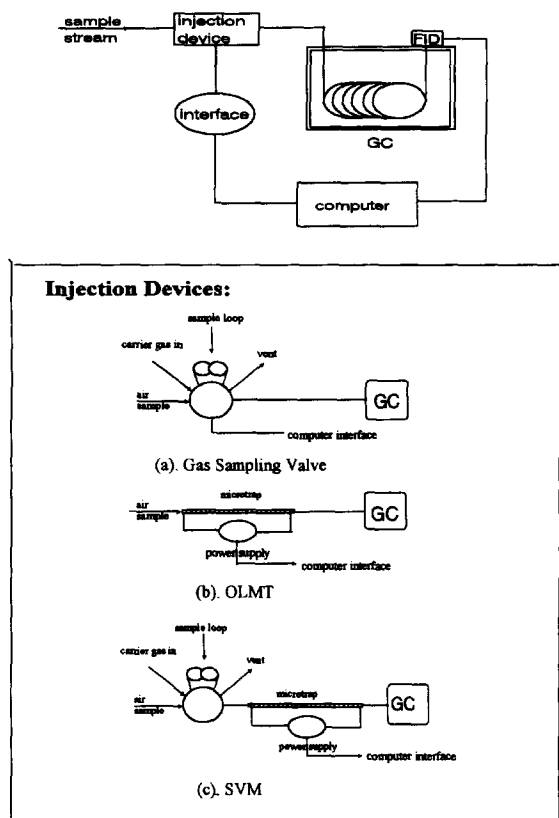 sample
stream
injection
device
FID
interface
GC
computer
Injection Devices:
sample loop
carrier gas in
vent
air
sample
GC
computer interface
(a). Gas Sampling Valve
microtrap
air
sample
GC
power supply
computer interface
(b). OLMT
sample loop
carrier gas in
vent
microtrap
air
sample
GC
power supply
computer interface
(c). SVM